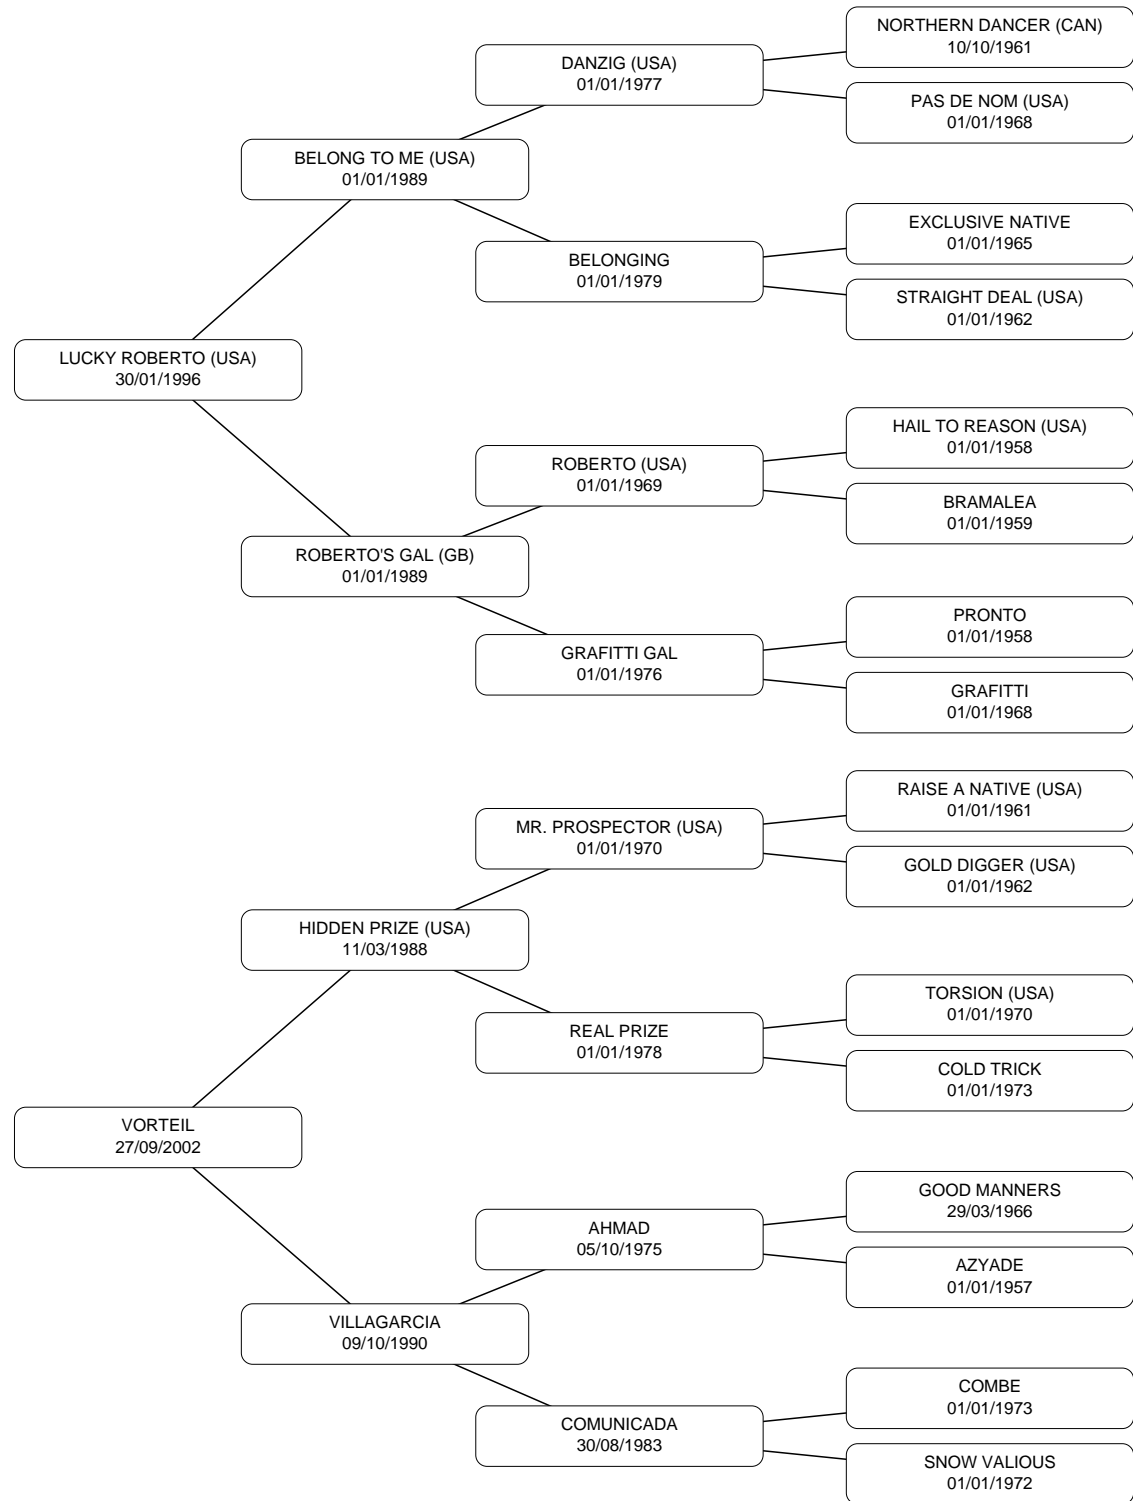 NORTHERN DANCER (CAN)
10/10/1961
DANZIG (USA)
01/01/1977
PAS DE NOM (USA)
01/01/1968
BELONG TO ME (USA)
01/01/1989
EXCLUSIVE NATIVE
01/01/1965
BELONGING
01/01/1979
STRAIGHT DEAL (USA)
01/01/1962
LUCKY ROBERTO (USA)
30/01/1996
HAIL TO REASON (USA)
01/01/1958
ROBERTO (USA)
01/01/1969
BRAMALEA
01/01/1959
ROBERTO'S GAL (GB)
01/01/1989
PRONTO
01/01/1958
GRAFITTI GAL
01/01/1976
GRAFITTI
01/01/1968
RAISE A NATIVE (USA)
01/01/1961
MR. PROSPECTOR (USA)
01/01/1970
GOLD DIGGER (USA)
01/01/1962
HIDDEN PRIZE (USA)
11/03/1988
TORSION (USA)
01/01/1970
REAL PRIZE
01/01/1978
COLD TRICK
01/01/1973
VORTEIL
27/09/2002
GOOD MANNERS
29/03/1966
AHMAD
05/10/1975
AZYADE
01/01/1957
VILLAGARCIA
09/10/1990
COMBE
01/01/1973
COMUNICADA
30/08/1983
SNOW VALIOUS
01/01/1972